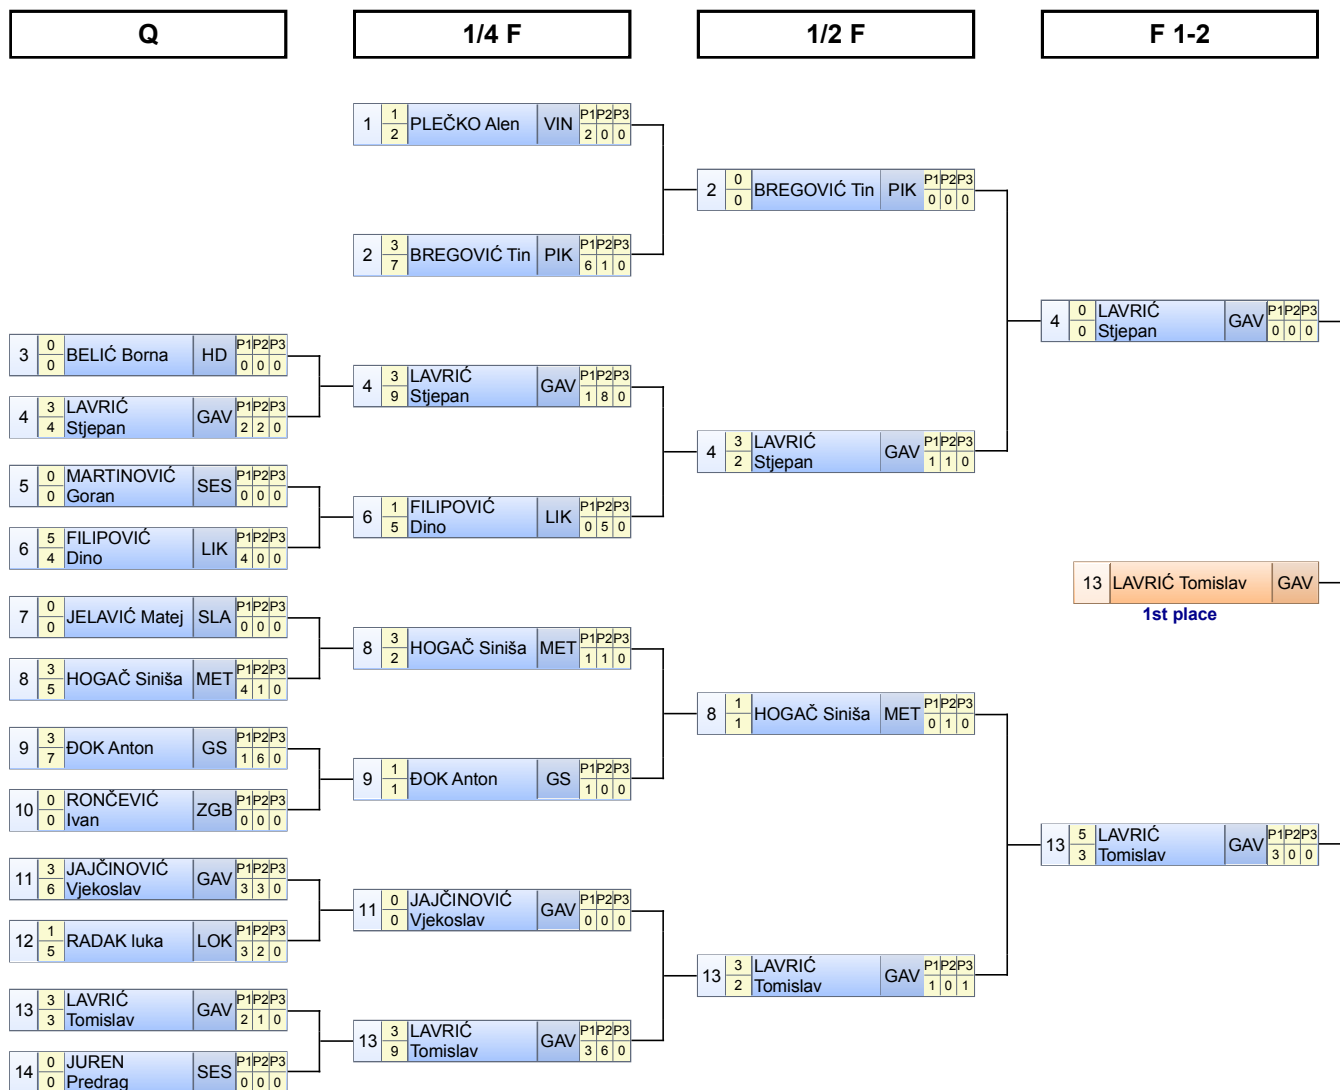 Q
1/4 F
1/2 F
F 1-2
1 1 PLEČKO Alen VIN P1 P2 P3
2 2 0 0
2 0 BREGOVIĆ Tin PIK P1 P2 P3
0 0 0 0
2 3 BREGOVIĆ Tin PIK P1 P2 P3
7 6 1 0
4 0 LAVRIĆ GAV P1 P2 P3
0 Stjepan 0 0 0
3 0 BELIĆ Borna HD P1 P2 P3
0 0 0 0
4 3 LAVRIĆ GAV P1 P2 P3
9 Stjepan 1 8 0
4 3 LAVRIĆ GAV P1 P2 P3
4 Stjepan 2 2 0
4 3 LAVRIĆ GAV P1 P2 P3
2 Stjepan 1 1 0
5 0 MARTINOVIĆ SES P1 P2 P3
0 Goran 0 0 0
6 1 FILIPOVIĆ LIK P1 P2 P3
5 Dino 0 5 0
6 5 FILIPOVIĆ LIK P1 P2 P3
4 Dino 4 0 0
13 LAVRIĆ Tomislav GAV
1st place
7 0 JELAVIĆ Matej SLA P1 P2 P3
0 0 0 0
8 3 HOGAČ Siniša MET P1 P2 P3
2 1 1 0
8 3 HOGAČ Siniša MET P1 P2 P3
5 4 1 0
8 1 HOGAČ Siniša MET P1 P2 P3
1 0 1 0
9 3 ĐOK Anton GS P1 P2 P3
7 1 6 0
9 1 ĐOK Anton GS P1 P2 P3
1 1 0 0
10 0 RONČEVIĆ ZGB P1 P2 P3
0 Ivan 0 0 0
13 5 LAVRIĆ GAV P1 P2 P3
3 Tomislav 3 0 0
11 3 JAJČINOVIĆ GAV P1 P2 P3
6 Vjekoslav 3 3 0
11 0 JAJČINOVIĆ GAV P1 P2 P3
0 Vjekoslav 0 0 0
12 1 RADAK luka LOK P1 P2 P3
5 3 2 0
13 3 LAVRIĆ GAV P1 P2 P3
2 Tomislav 1 0 1
13 3 LAVRIĆ GAV P1 P2 P3
3 Tomislav 2 1 0
13 3 LAVRIĆ GAV P1 P2 P3
9 Tomislav 3 6 0
14 0 JUREN SES P1 P2 P3
0 Predrag 0 0 0